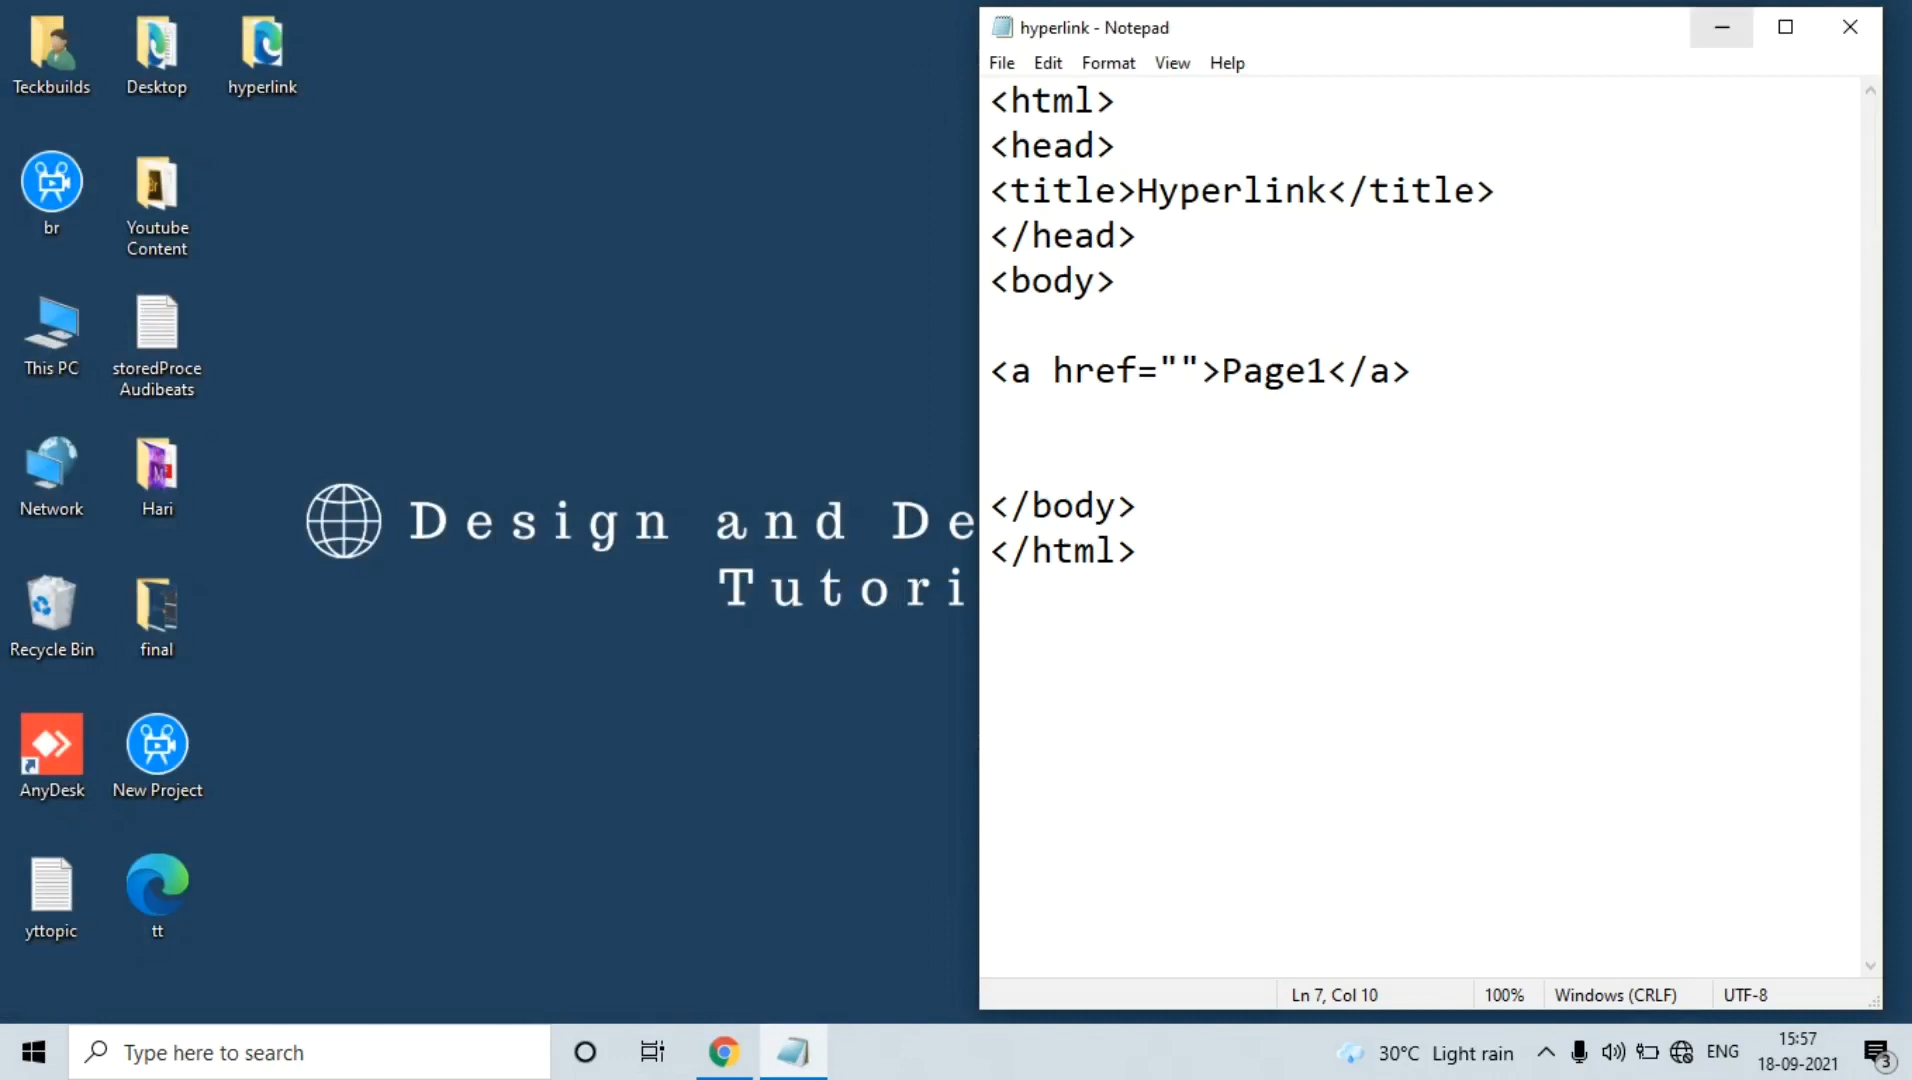 Teckbuilds
Desktop
hyperlink
br
Youtube
Content
This PC
storedProce
Audibeats
Network
Hari
Recycle Bin
final
AnyDesk
New Project
yttopic
tt
Design and De
Tutori
hyperlink - Notepad
File Edit Format View Help
<html>
<head>
<title>Hyperlink</title>
</head>
<body>
<a href="">Page1</a>
</body>
</html>
Ln 7, Col 10 100% Windows (CRLF) UTF-8
Type here to search
30°C Light rain
ENG
15:57
18-09-2021
3